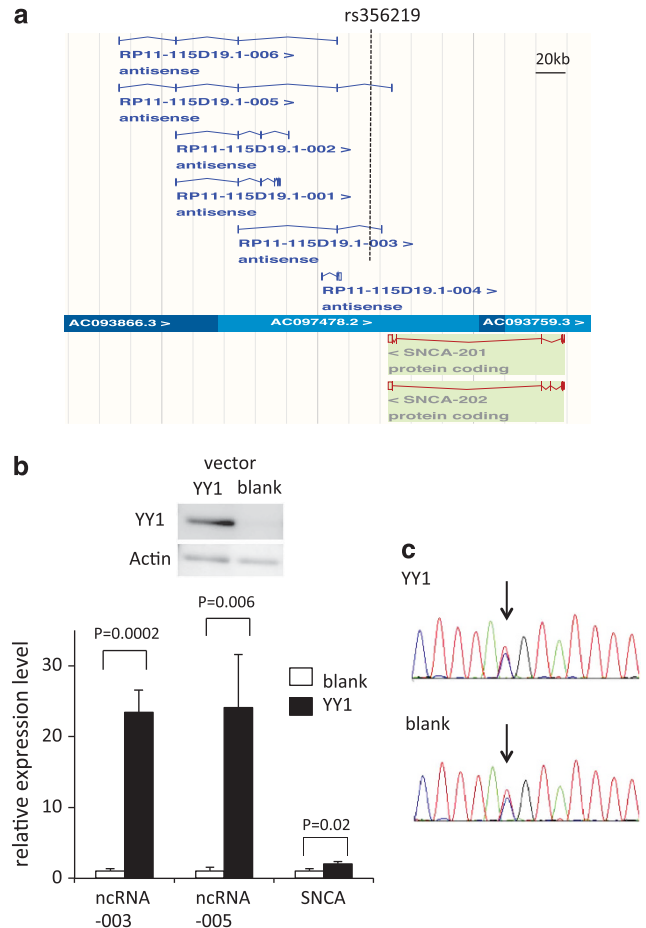 a
rs356219
20kb
RP11-115D19.1-006 >
antisense
RP11-115D19.1-005 >
antisense
RP11-115D19.1-002 >
antisense
RP11-115D19.1-001 >
antisense
RP11-115D19.1-003 >
antisense
RP11-115D19.1-004 >
antisense
AC093866.3 > AC097478.2 > AC093759.3 >
< SNCA-201
protein coding
< SNCA-202
protein coding
b
vector
YY1 blank
YY1
Actin
relative expression level
30
20
10
0
P=0.0002
P=0.006
P=0.02
blank
YY1
ncRNA
-003
ncRNA
-005
SNCA
c
YY1
blank